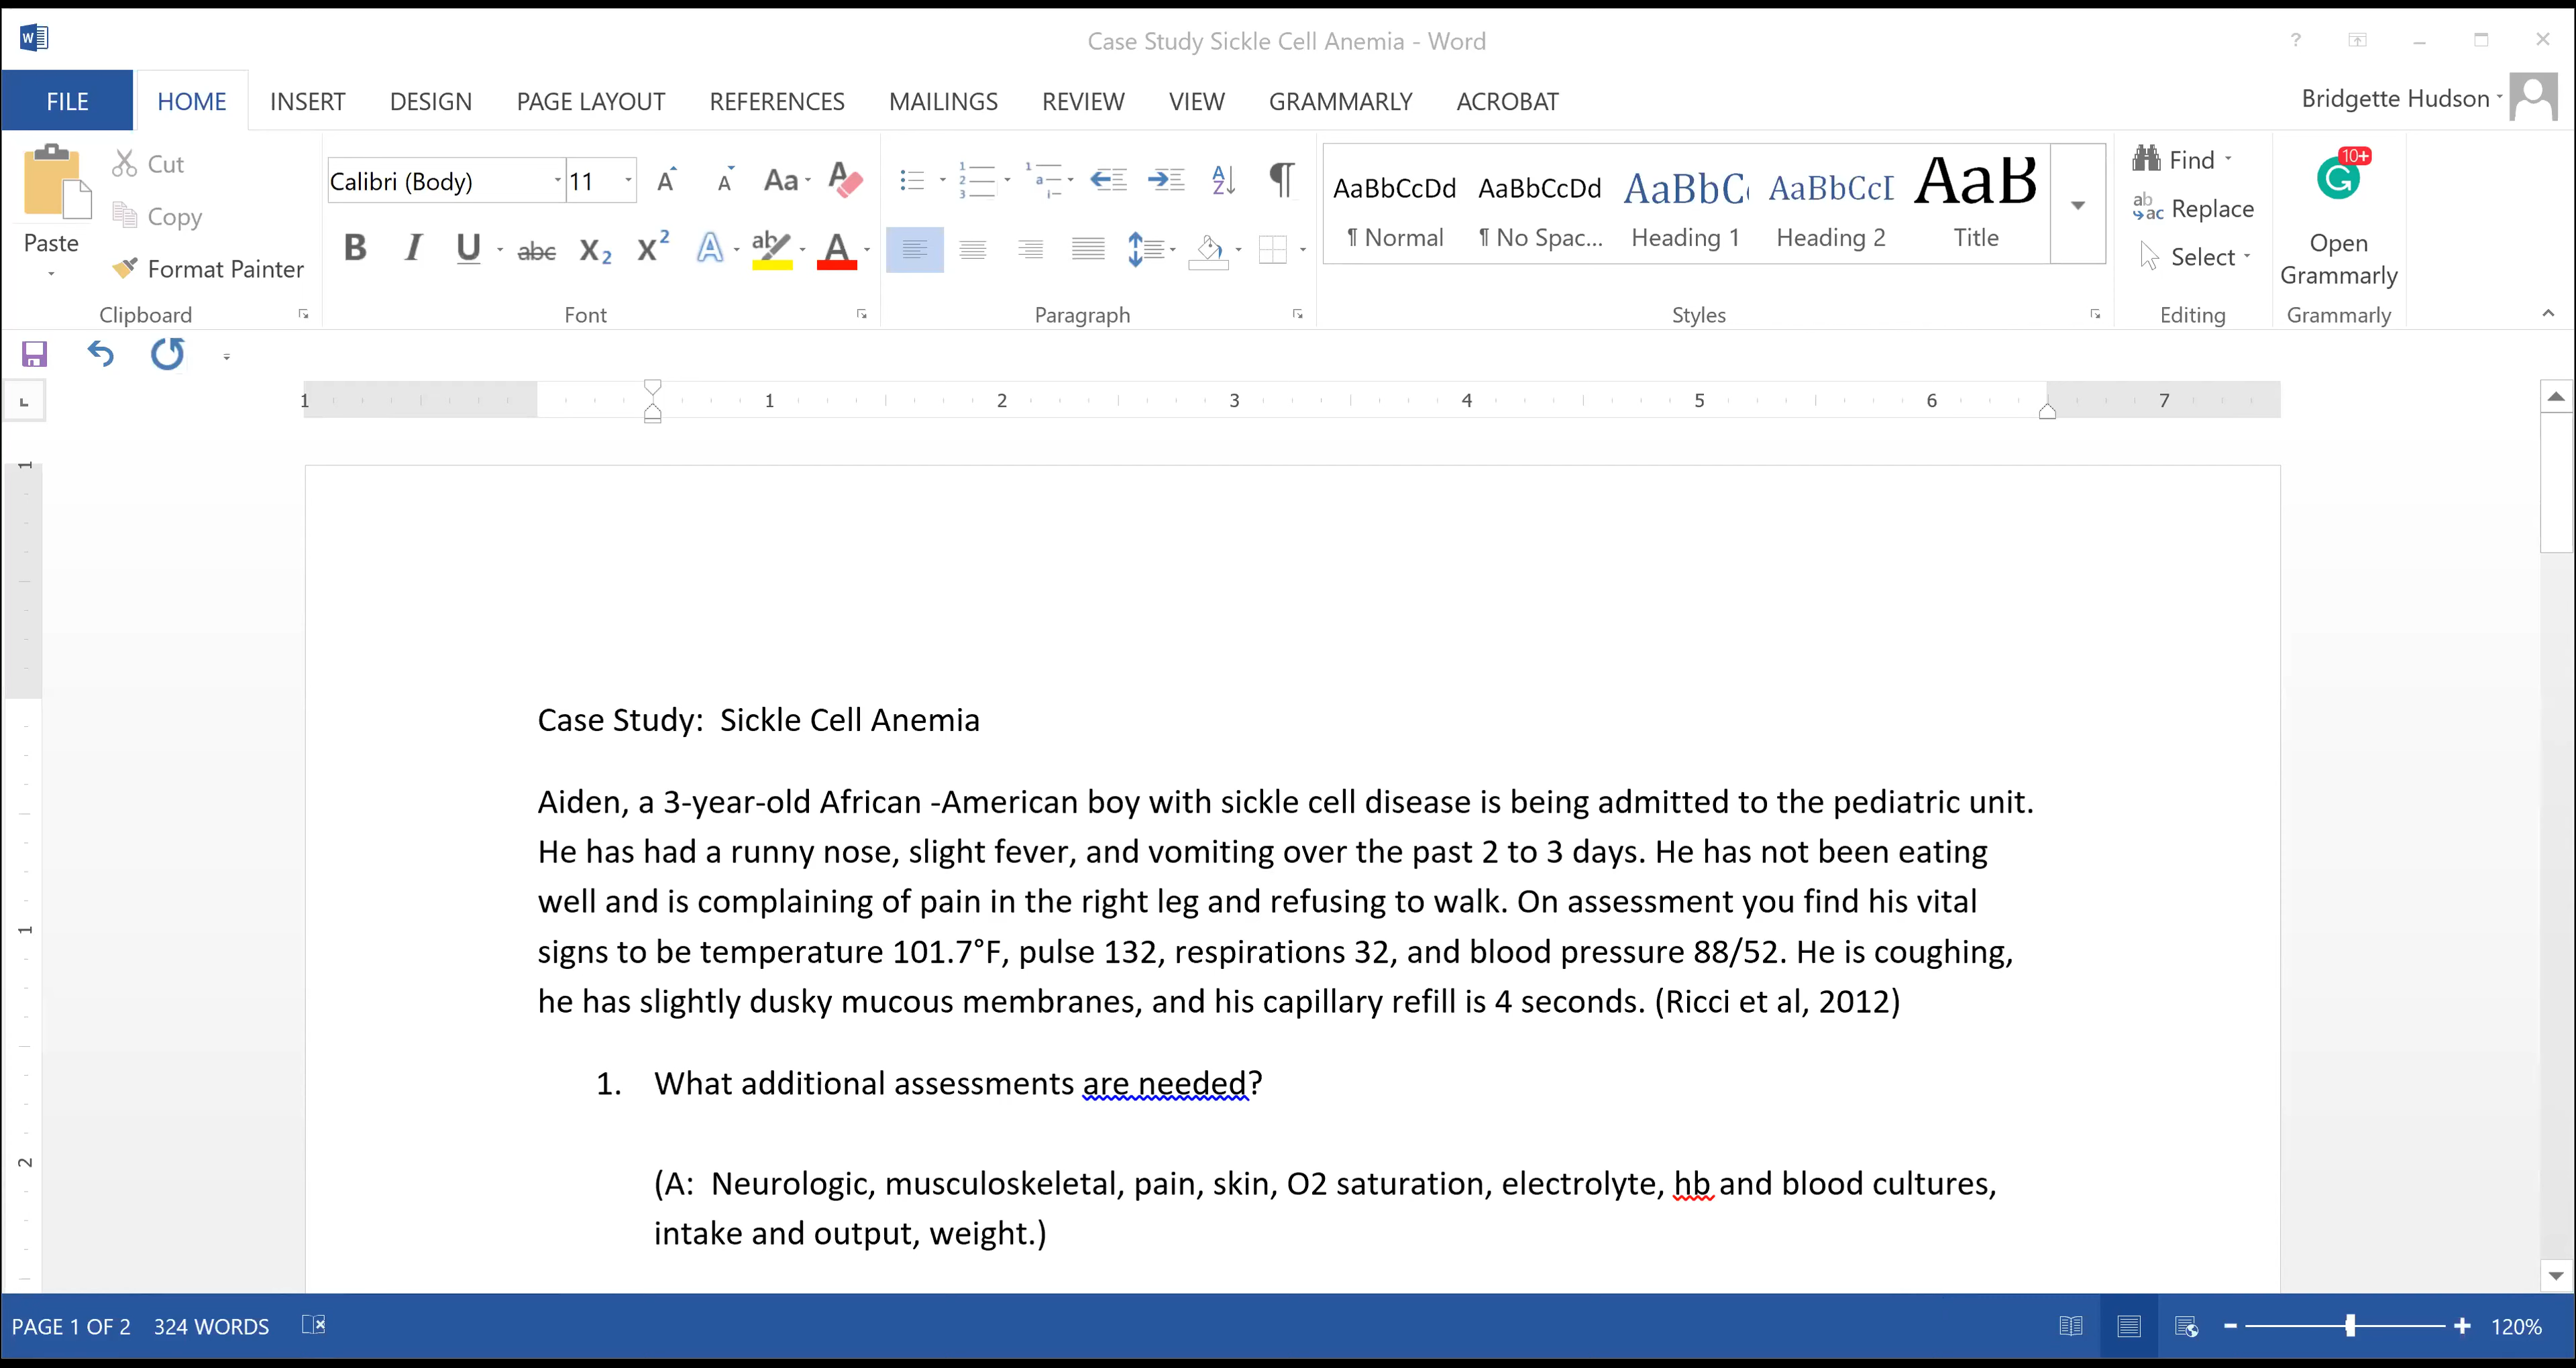 Case Study Sickle Cell Anemia - Word
?
FILE HOME INSERT DESIGN PAGE LAYOUT REFERENCES MAILINGS REVIEW VIEW GRAMMARLY ACROBAT
Bridgette Hudson
Paste
Cut
Copy
Format Painter
Clipboard
Calibri (Body) 11
Font
Paragraph
AaBbCcDd AaBbCcDd AaBbC AaBbCcD AaB
¶ Normal ¶ No Spac... Heading 1 Heading 2 Title
Styles
Find
Replace
Select
Editing
10+
Open
Grammarly
Grammarly
1 1 2 3 4 5 6 7
1
1
2
Case Study:  Sickle Cell Anemia
Aiden, a 3-year-old African -American boy with sickle cell disease is being admitted to the pediatric unit.
He has had a runny nose, slight fever, and vomiting over the past 2 to 3 days. He has not been eating
well and is complaining of pain in the right leg and refusing to walk. On assessment you find his vital
signs to be temperature 101.7°F, pulse 132, respirations 32, and blood pressure 88/52. He is coughing,
he has slightly dusky mucous membranes, and his capillary refill is 4 seconds. (Ricci et al, 2012)
1. What additional assessments are needed?
(A:  Neurologic, musculoskeletal, pain, skin, O2 saturation, electrolyte, hb and blood cultures,
intake and output, weight.)
PAGE 1 OF 2 324 WORDS
120%